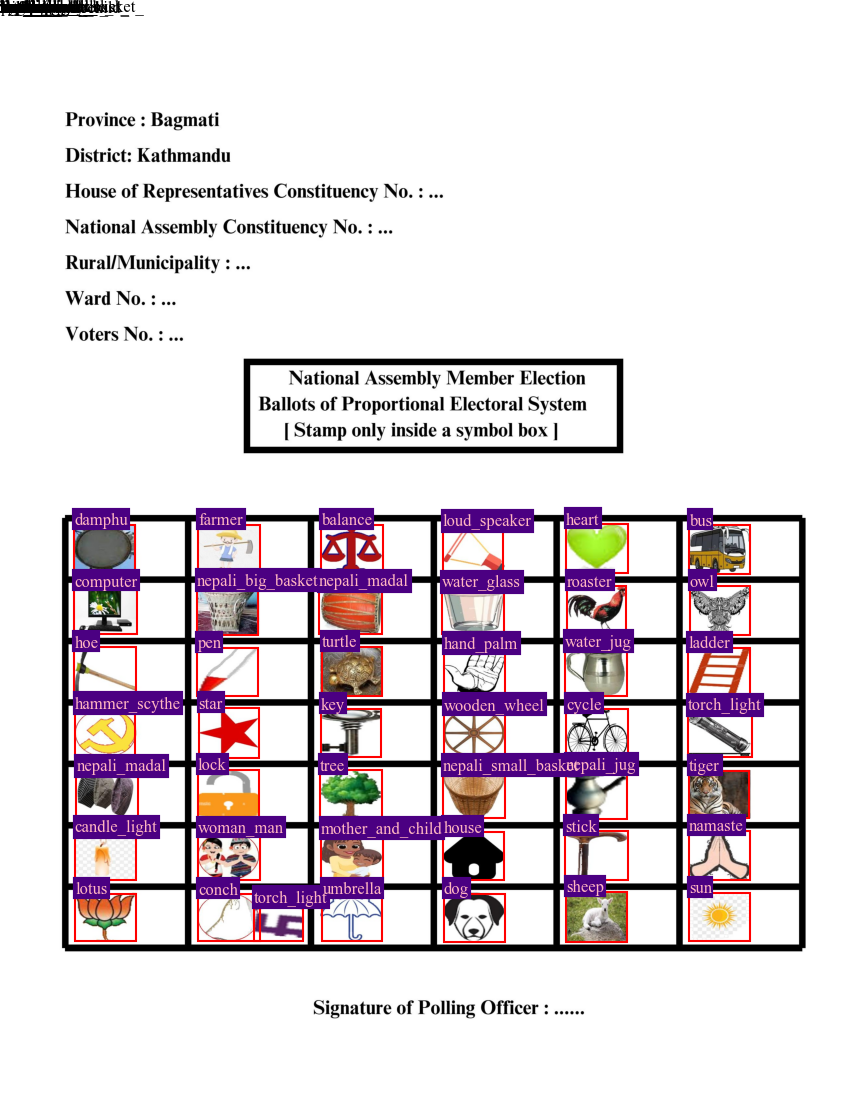 Province : Bagmati
District: Kathmandu
House of Representatives Constituency No. : ...
National Assembly Constituency No. : ...
Rural/Municipality : ...
Ward No. : ...
Voters No. : ...
National Assembly Member Election
Ballots of Proportional Electoral System
[ Stamp only inside a symbol box ]
damphu farmer balance loud_speaker heart bus
computer nepali_big_basket nepali_madal water_glass roaster owl
hoe pen turtle hand_palm water_jug ladder
hammer_scythe star key wooden_wheel cycle torch_light
nepali_madal lock tree nepali_small_basket nepali_jug tiger
candle_light woman_man mother_and_child house stick namaste
lotus conch torch_light umbrella dog sheep sun
Signature of Polling Officer : ......